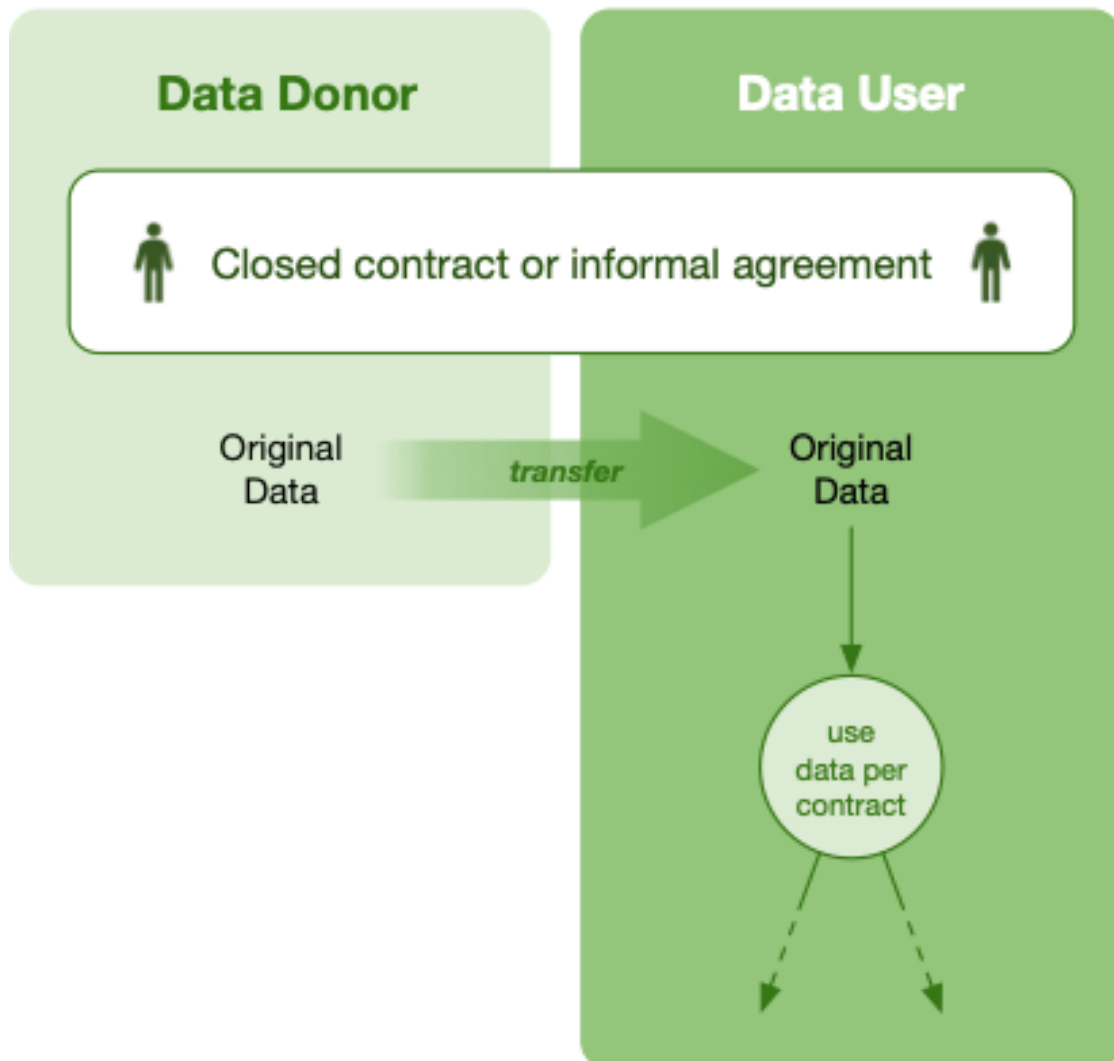 Data Donor
Data User
Closed contract or informal agreement
Original
Data
transfer
Original
Data
use
data per
contract